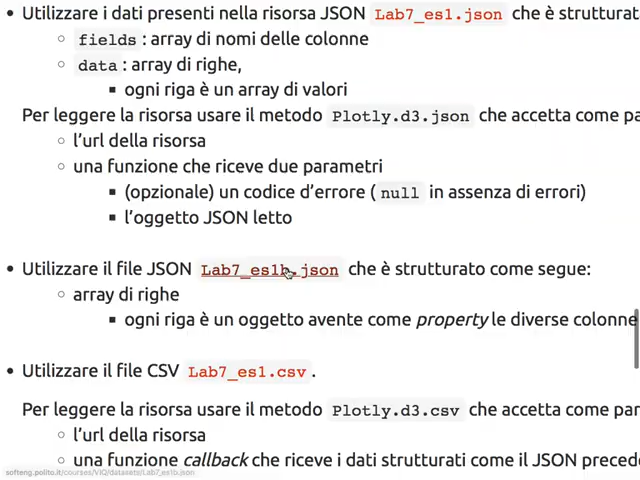 • Utilizzare i dati presenti nella risorsa JSON Lab7_es1.json che è strutturat
◦ fields : array di nomi delle colonne
◦ data : array di righe,
▪ ogni riga è un array di valori
Per leggere la risorsa usare il metodo Plotly.d3.json che accetta come pa
◦ l'url della risorsa
◦ una funzione che riceve due parametri
▪ (opzionale) un codice d'errore ( null in assenza di errori)
▪ l'oggetto JSON letto
• Utilizzare il file JSON Lab7_es1b.json che è strutturato come segue:
◦ array di righe
▪ ogni riga è un oggetto avente come property le diverse colonne
• Utilizzare il file CSV Lab7_es1.csv .
Per leggere la risorsa usare il metodo Plotly.d3.csv che accetta come par
◦ l'url della risorsa
◦ una funzione callback che riceve i dati strutturati come il JSON precede
softeng.polito.it/courses/VIQ/datasets/Lab7_es1b.json